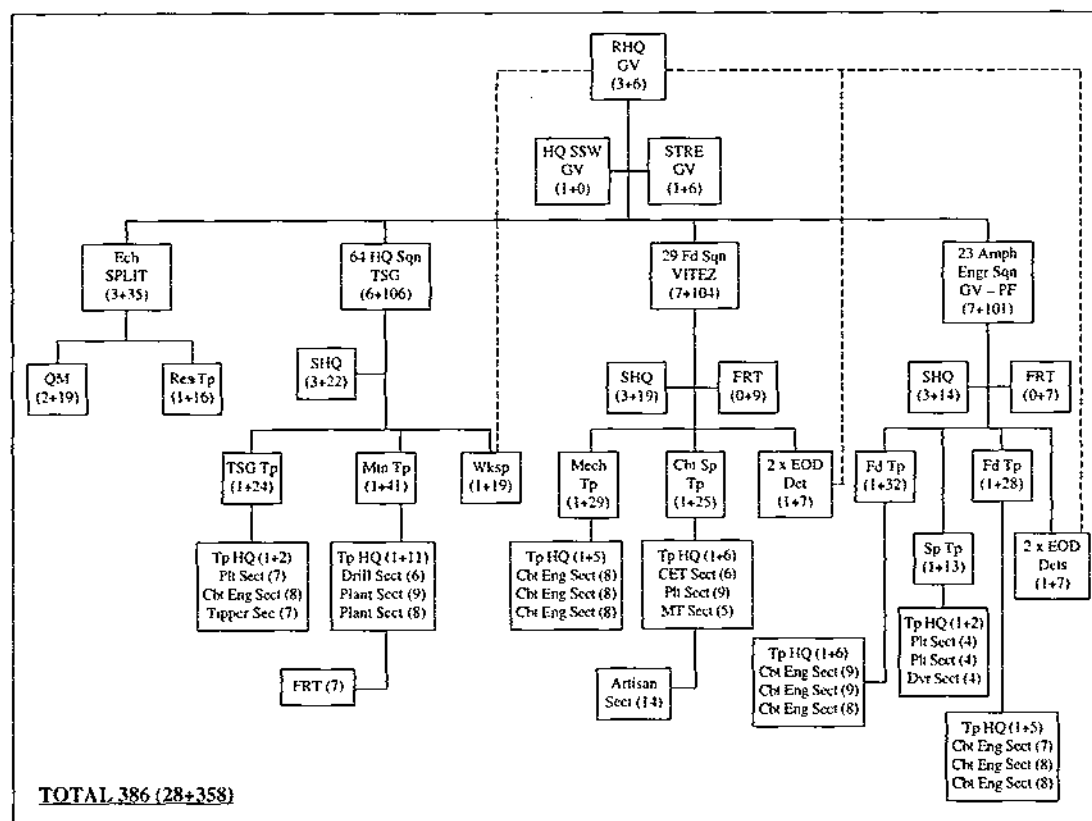 RHQ
GV
(3+6)
HQ SSW
GV
(1+0)
STRE
GV
(1+6)
Ech
SPLIT
(3+35)
64 HQ Sqn
TSG
(6+106)
29 Fd Sqn
VITEZ
(7+104)
23 Amph
Engr Sqn
GV – PF
(7+101)
QM
(2+19)
Res Tp
(1+16)
SHQ
(3+22)
SHQ
(3+19)
FRT
(0+9)
SHQ
(3+14)
FRT
(0+7)
TSG Tp
(1+24)
Mtn Tp
(1+41)
Wksp
(1+19)
Mech
Tp
(1+29)
Cbt Sp
Tp
(1+25)
2 x EOD
Det
(1+7)
Fd Tp
(1+32)
Sp Tp
(1+13)
Fd Tp
(1+28)
2 x EOD
Dets
(1+7)
Tp HQ (1+2)
Plt Sect (7)
Cbt Eng Sect (8)
Tipper Sec (7)
Tp HQ (1+11)
Drill Sect (6)
Plant Sect (9)
Plant Sect (8)
FRT (7)
Tp HQ (1+5)
Cbt Eng Sect (8)
Cbt Eng Sect (8)
Cbt Eng Sect (8)
Tp HQ (1+6)
CET Sect (6)
Plt Sect (9)
MT Sect (5)
Artisan
Sect (14)
Tp HQ (1+6)
Cbt Eng Sect (9)
Cbt Eng Sect (9)
Cbt Eng Sect (8)
Tp HQ (1+2)
Plt Sect (4)
Plt Sect (4)
Dvr Sect (4)
Tp HQ (1+5)
Cbt Eng Sect (7)
Cbt Eng Sect (8)
Cbt Eng Sect (8)
TOTAL 386 (28+358)